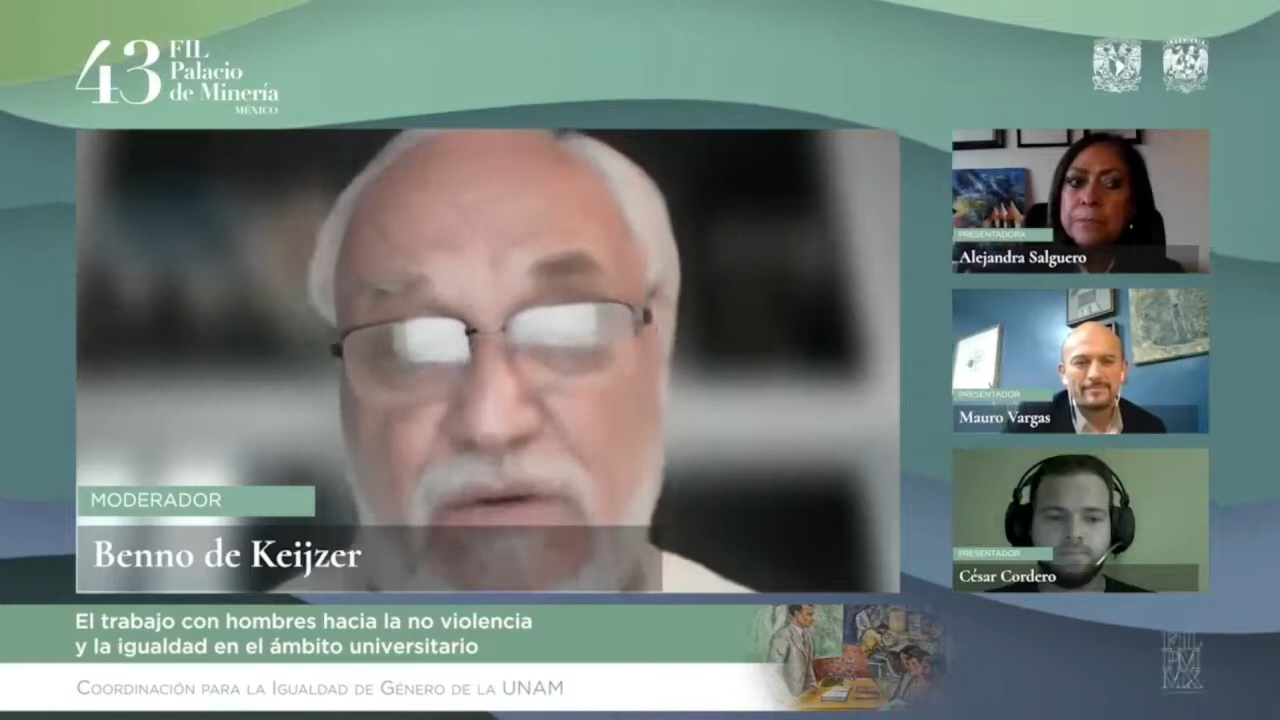 43
FIL
Palacio
de Minería
MÉXICO
PRESENTADORA
Alejandra Salguero
PRESENTADOR
Mauro Vargas
PRESENTADOR
César Cordero
MODERADOR
Benno de Keijzer
El trabajo con hombres hacia la no violencia
y la igualdad en el ámbito universitario
COORDINACIÓN PARA LA IGUALDAD DE GÉNERO DE LA UNAM